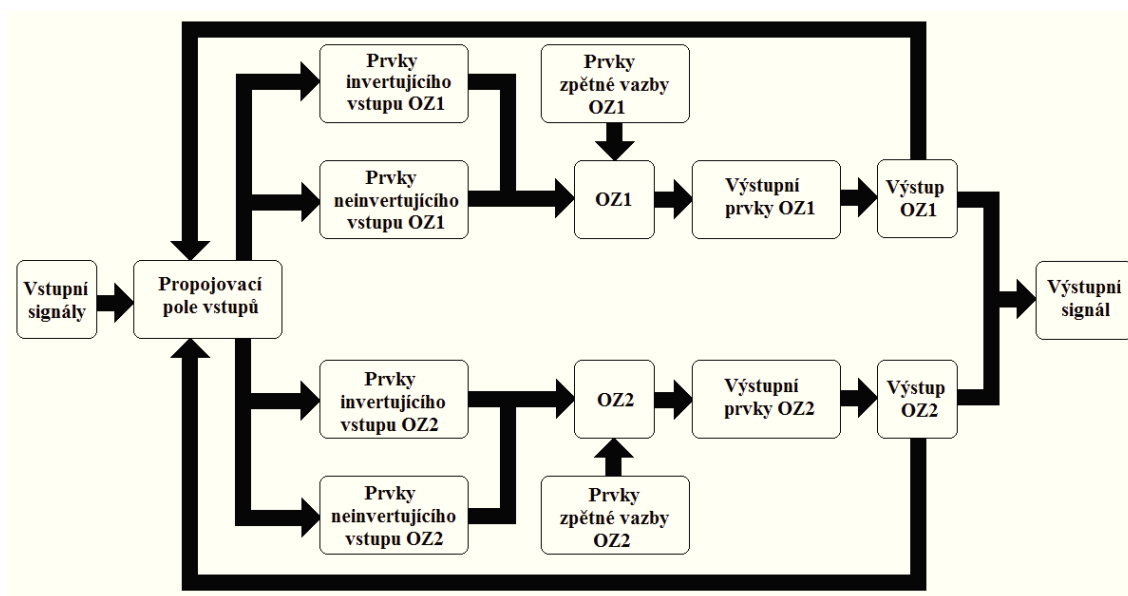 Prvky
invertujícího
vstupu OZ1
Prvky
zpětné vazby
OZ1
Prvky
neinvertujícího
vstupu OZ1
OZ1
Výstupní
prvky OZ1
Výstup
OZ1
Vstupní
signály
Propojovací
pole vstupů
Výstupní
signál
Prvky
invertujícího
vstupu OZ2
OZ2
Výstupní
prvky OZ2
Výstup
OZ2
Prvky
neinvertujícího
vstupu OZ2
Prvky
zpětné vazby
OZ2